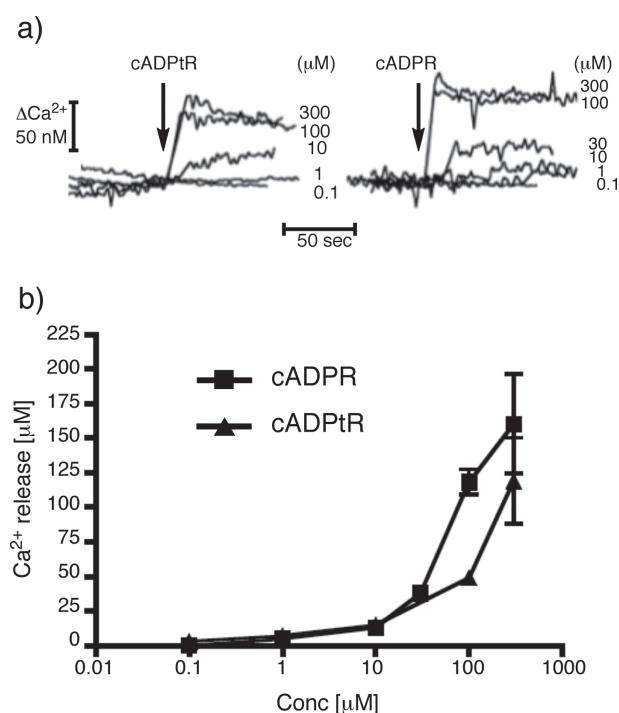 a)
cADPtR (μM) cADPR (μM)
ΔCa²⁺
50 nM
300
100
10
1
0.1
300
100
30
10
1
0.1
50 sec
b)
225
200
175
150
125
100
75
50
25
0
Ca²⁺ release [μM]
cADPR
cADPtR
0.01 0.1 1 10 100 1000
Conc [μM]